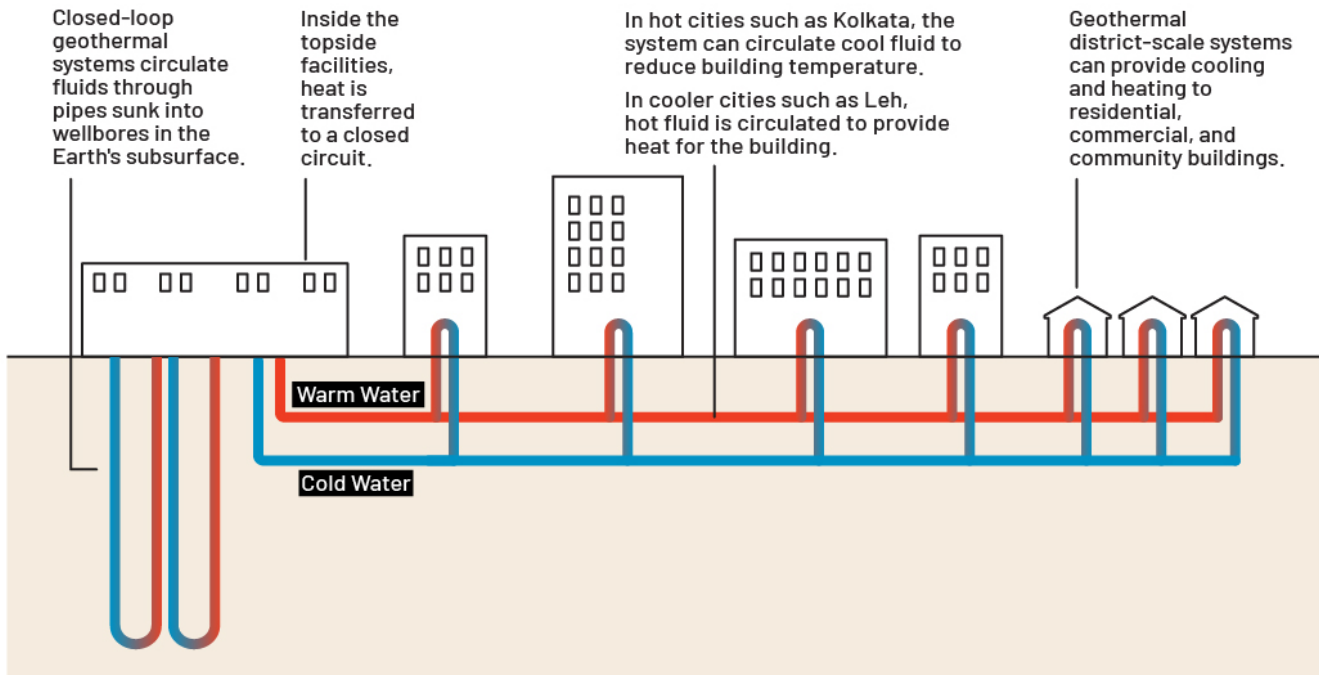 Closed-loop
geothermal
systems circulate
fluids through
pipes sunk into
wellbores in the
Earth's subsurface.
Inside the
topside
facilities,
heat is
transferred
to a closed
circuit.
In hot cities such as Kolkata, the
system can circulate cool fluid to
reduce building temperature.
In cooler cities such as Leh,
hot fluid is circulated to provide
heat for the building.
Geothermal
district-scale systems
can provide cooling
and heating to
residential,
commercial, and
community buildings.
Warm Water
Cold Water